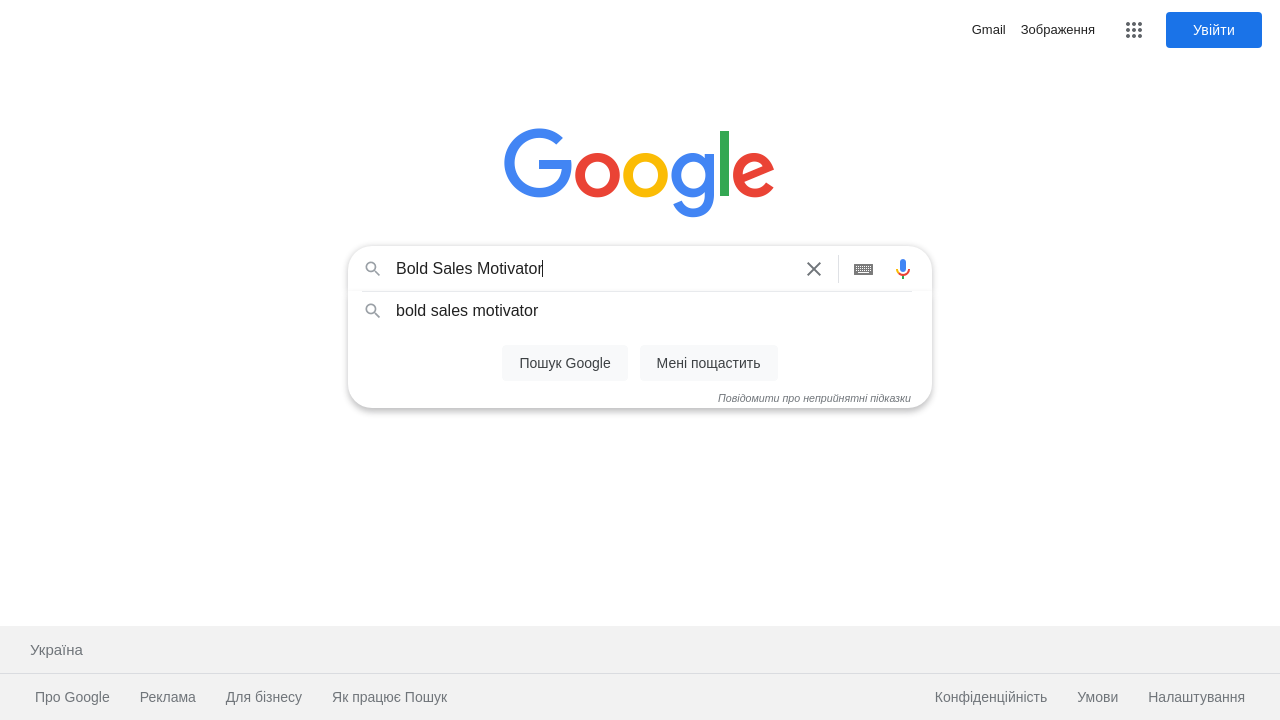 Gmail Зображення Увійти
Google
Bold Sales Motivator
bold sales motivator
Пошук Google Мені пощастить
Повідомити про неприйнятні підказки
Україна
Про Google Реклама Для бізнесу Як працює Пошук Конфіденційність Умови Налаштування